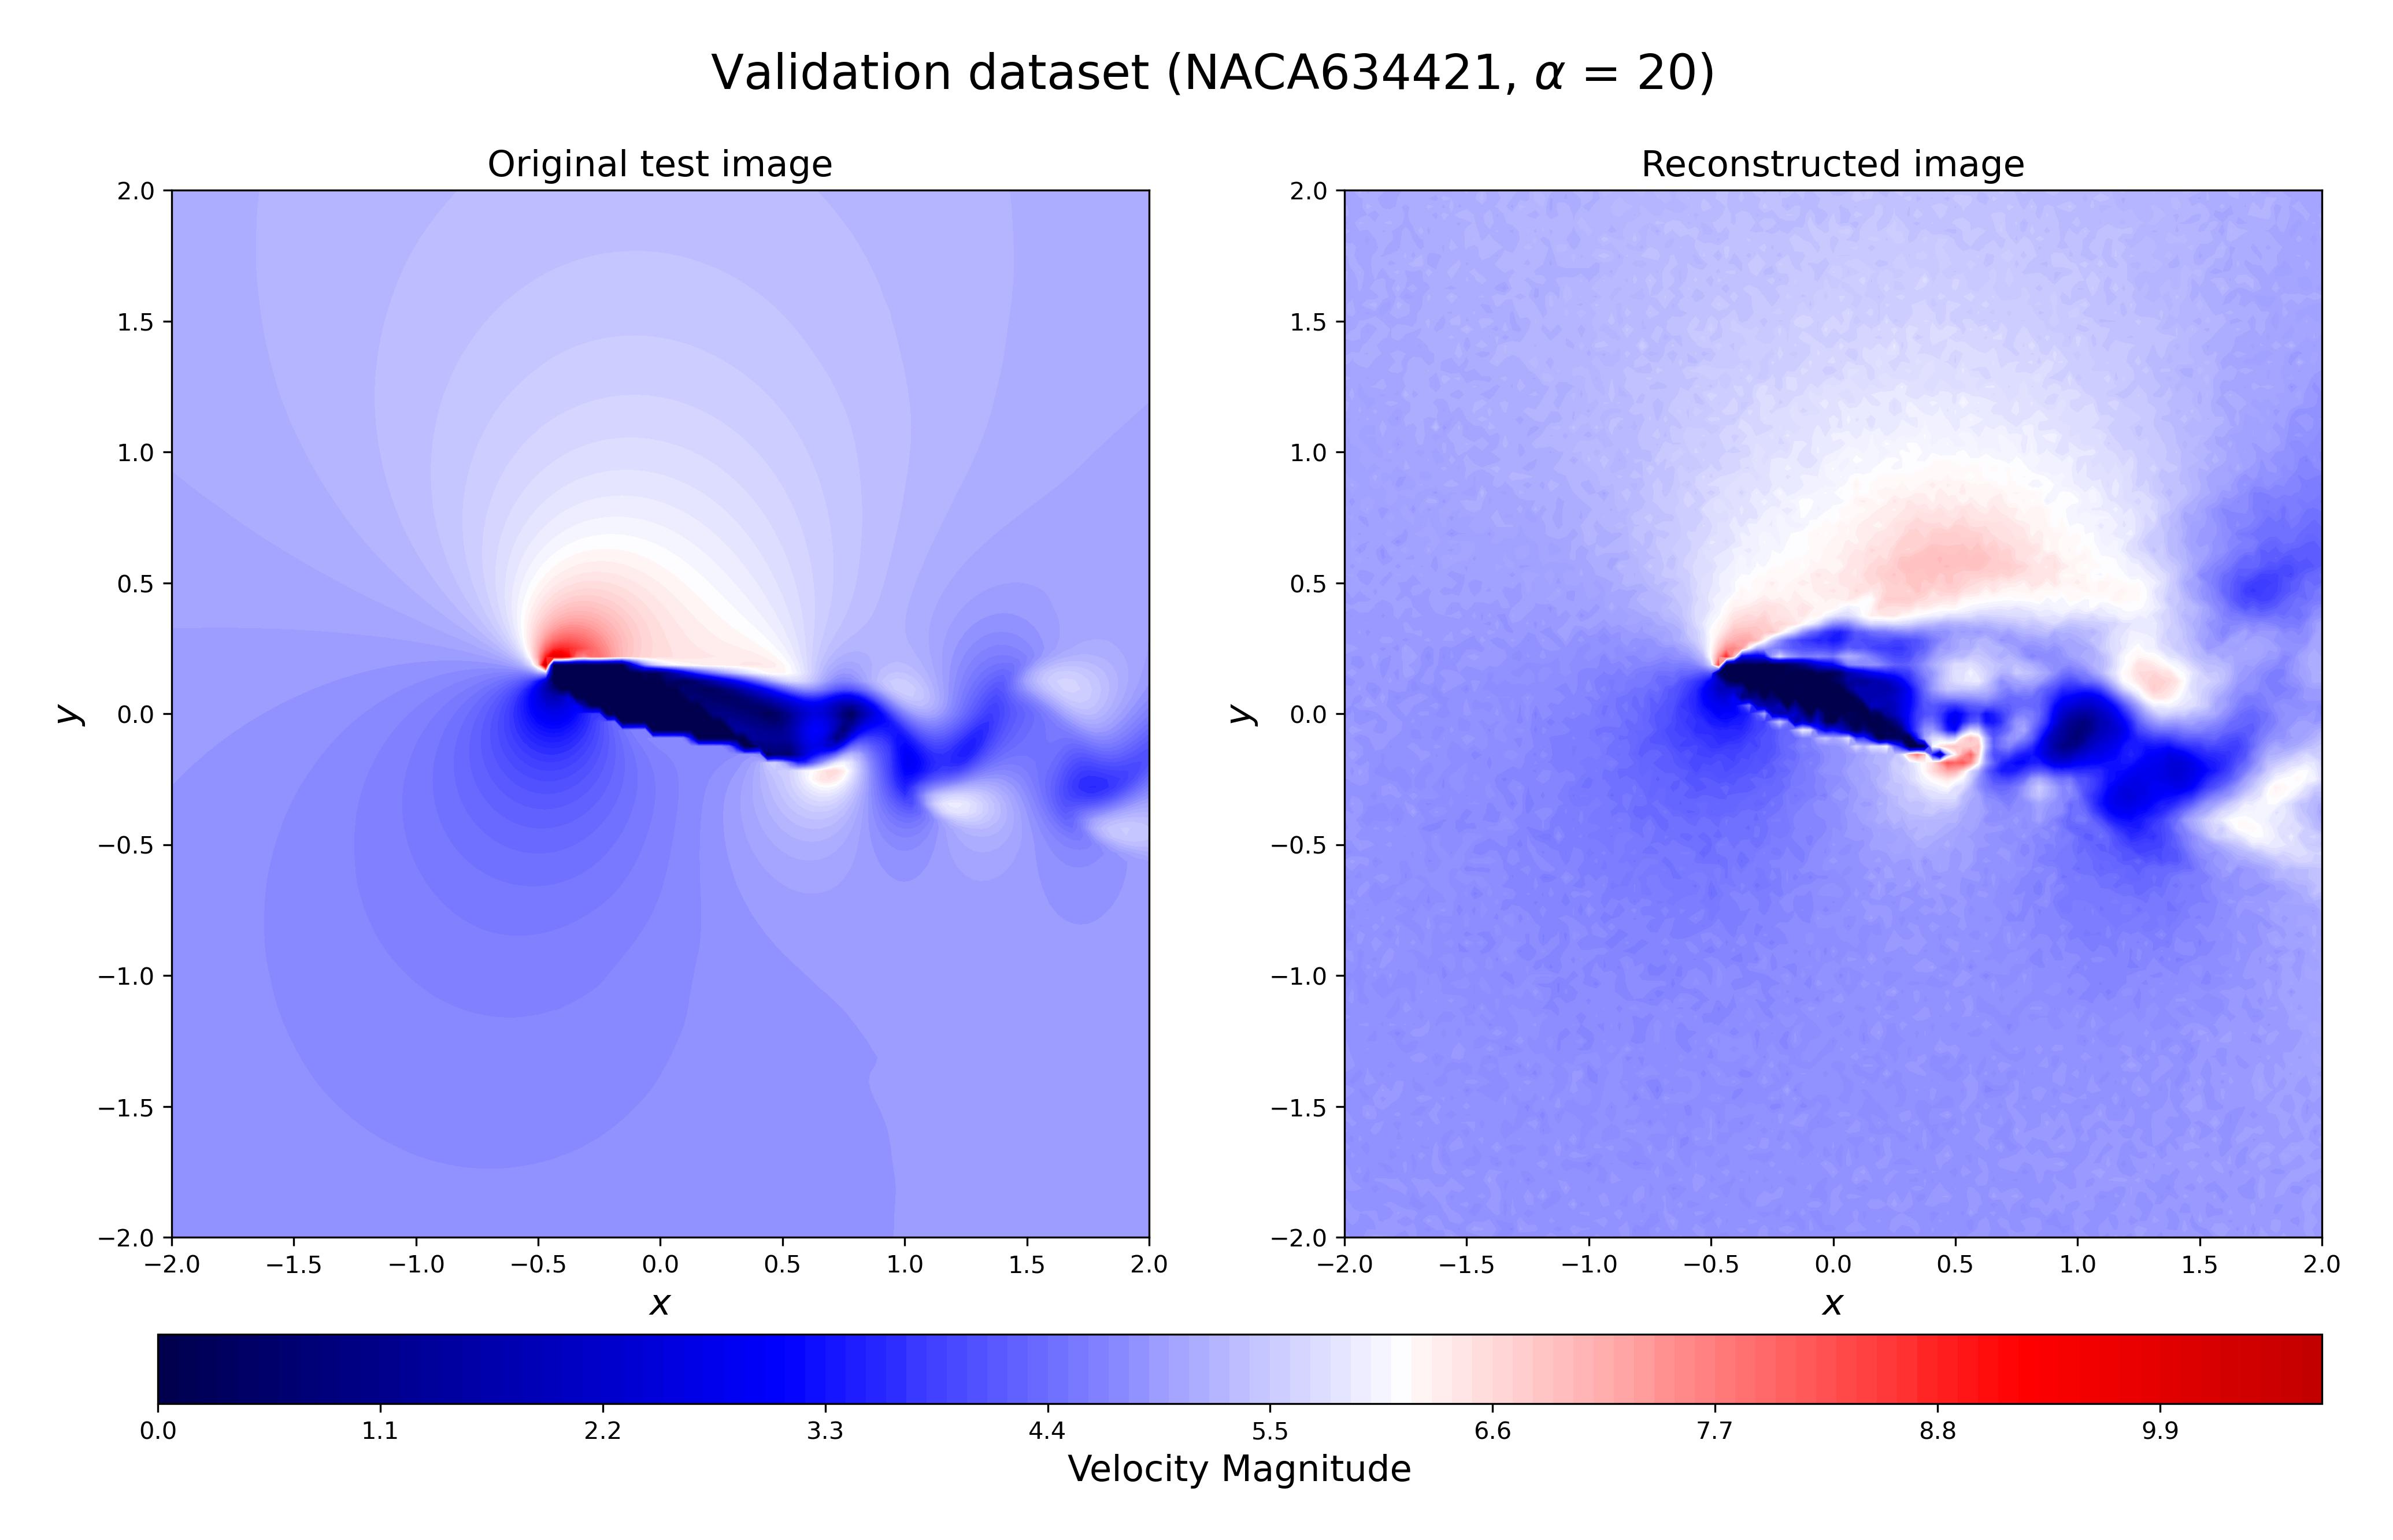 Validation dataset (NACA634421, α = 20)
Original test image
Reconstructed image
2.0
1.5
1.0
0.5
0.0
−0.5
−1.0
−1.5
−2.0
y
2.0
1.5
1.0
0.5
0.0
−0.5
−1.0
−1.5
−2.0
y
−2.0 −1.5 −1.0 −0.5 0.0 0.5 1.0 1.5 2.0
−2.0 −1.5 −1.0 −0.5 0.0 0.5 1.0 1.5 2.0
x
x
0.0 1.1 2.2 3.3 4.4 5.5 6.6 7.7 8.8 9.9
Velocity Magnitude